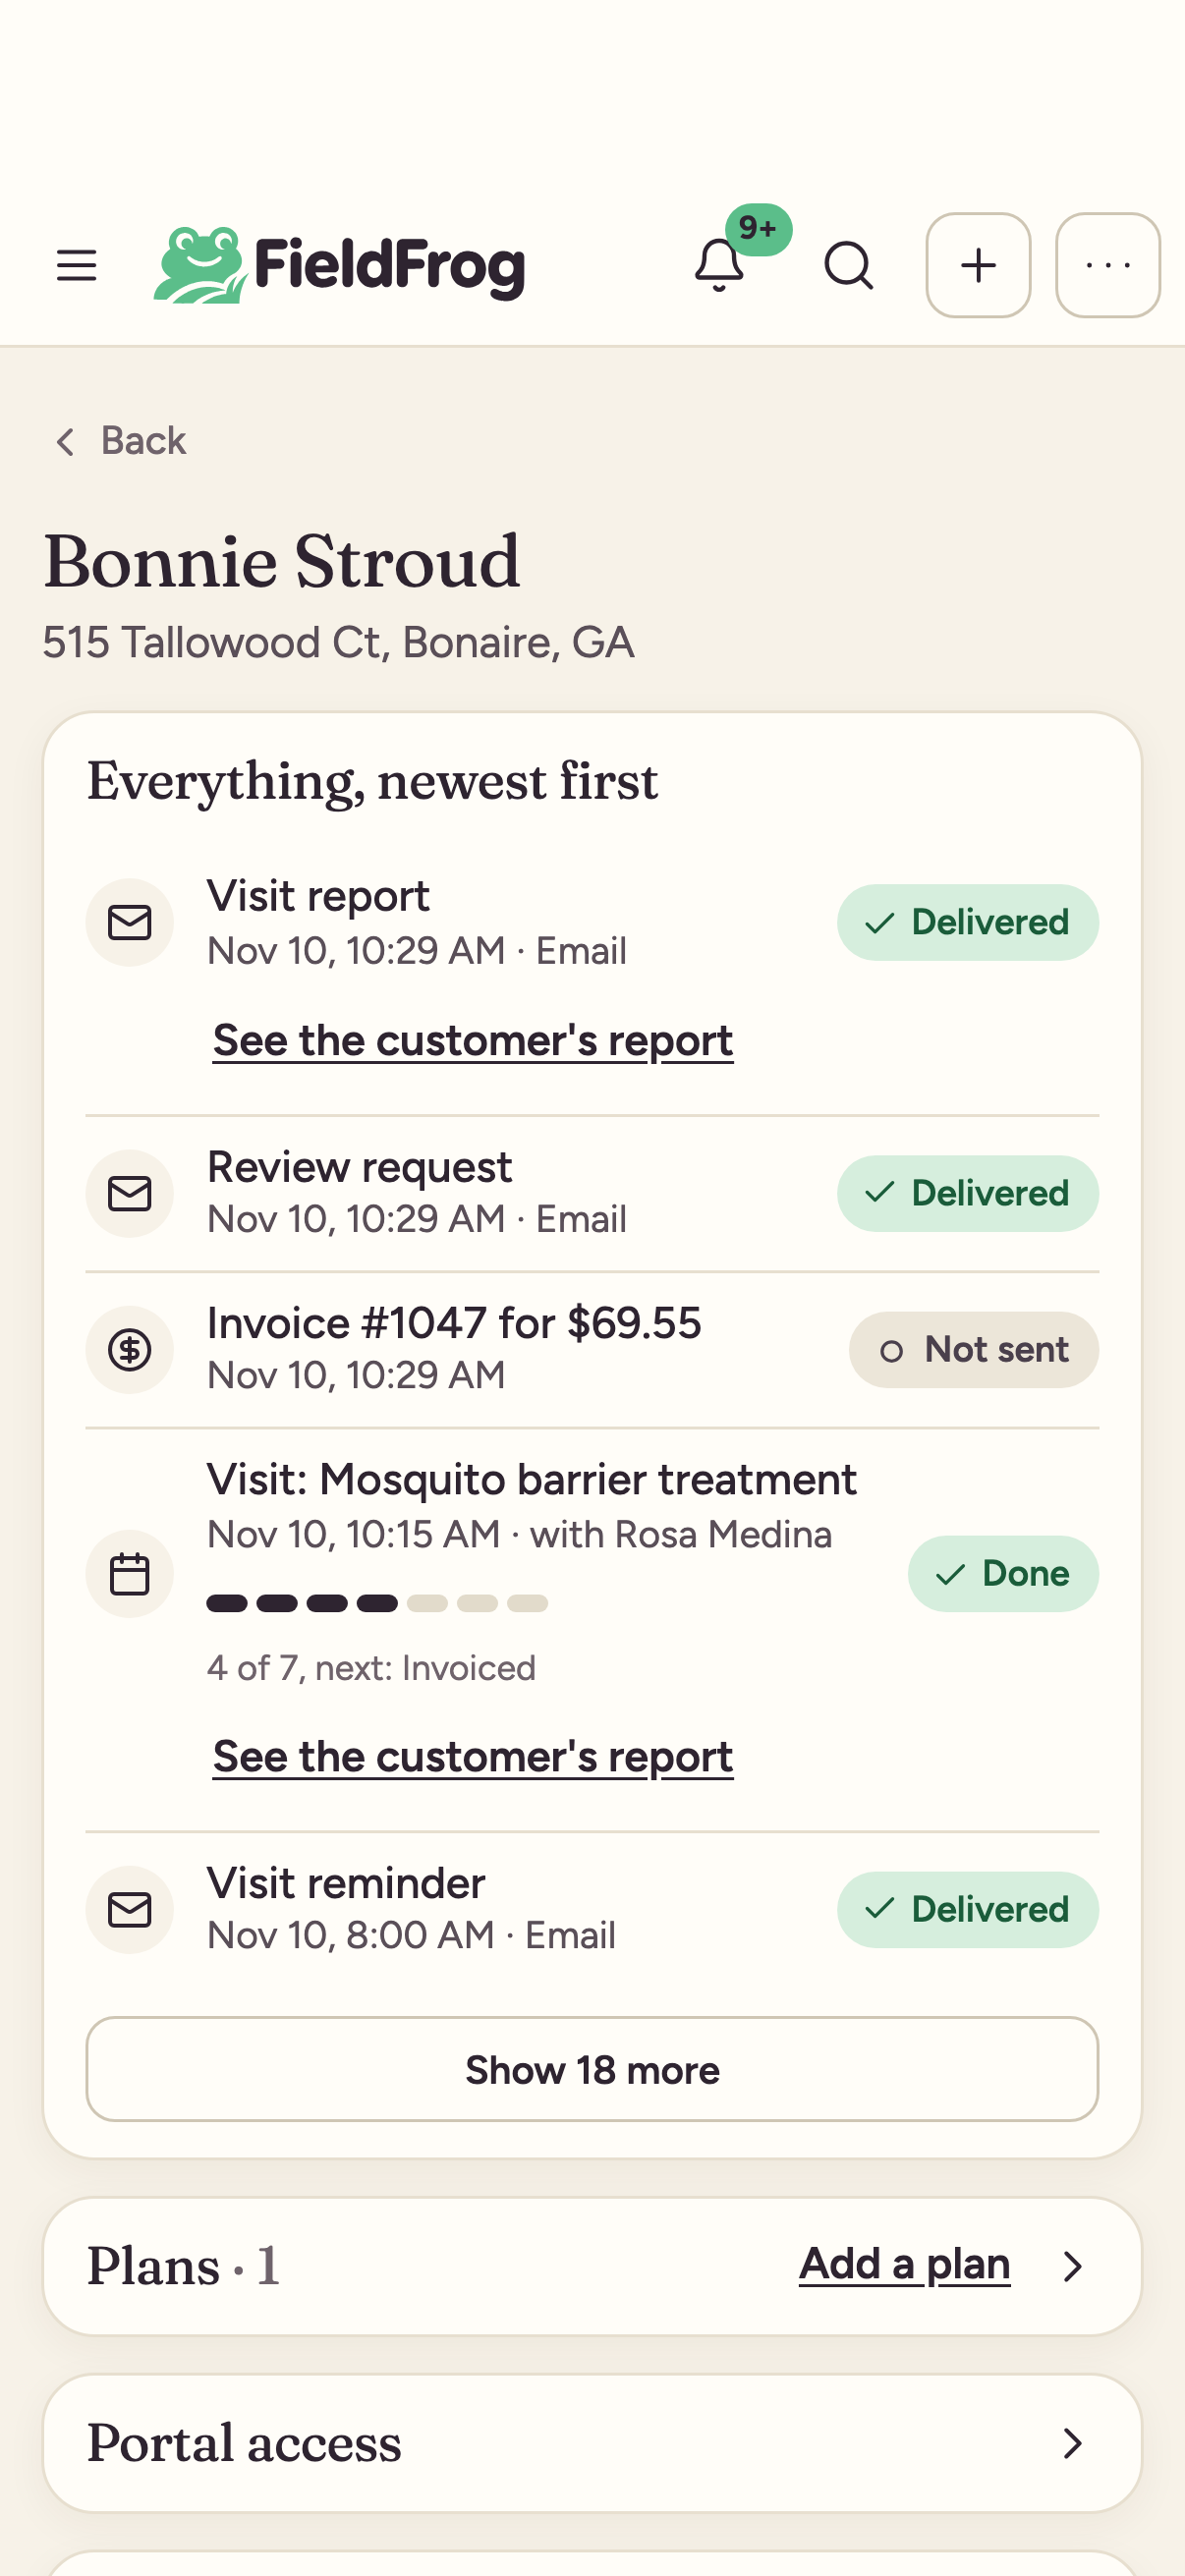 FieldFrog
9+
Back
Bonnie Stroud
515 Tallowood Ct, Bonaire, GA
Everything, newest first
Visit report
Nov 10, 10:29 AM · Email
Delivered
See the customer's report
Review request
Nov 10, 10:29 AM · Email
Delivered
Invoice #1047 for $69.55
Nov 10, 10:29 AM
Not sent
Visit: Mosquito barrier treatment
Nov 10, 10:15 AM · with Rosa Medina
Done
4 of 7, next: Invoiced
See the customer's report
Visit reminder
Nov 10, 8:00 AM · Email
Delivered
Show 18 more
Plans · 1
Add a plan
Portal access